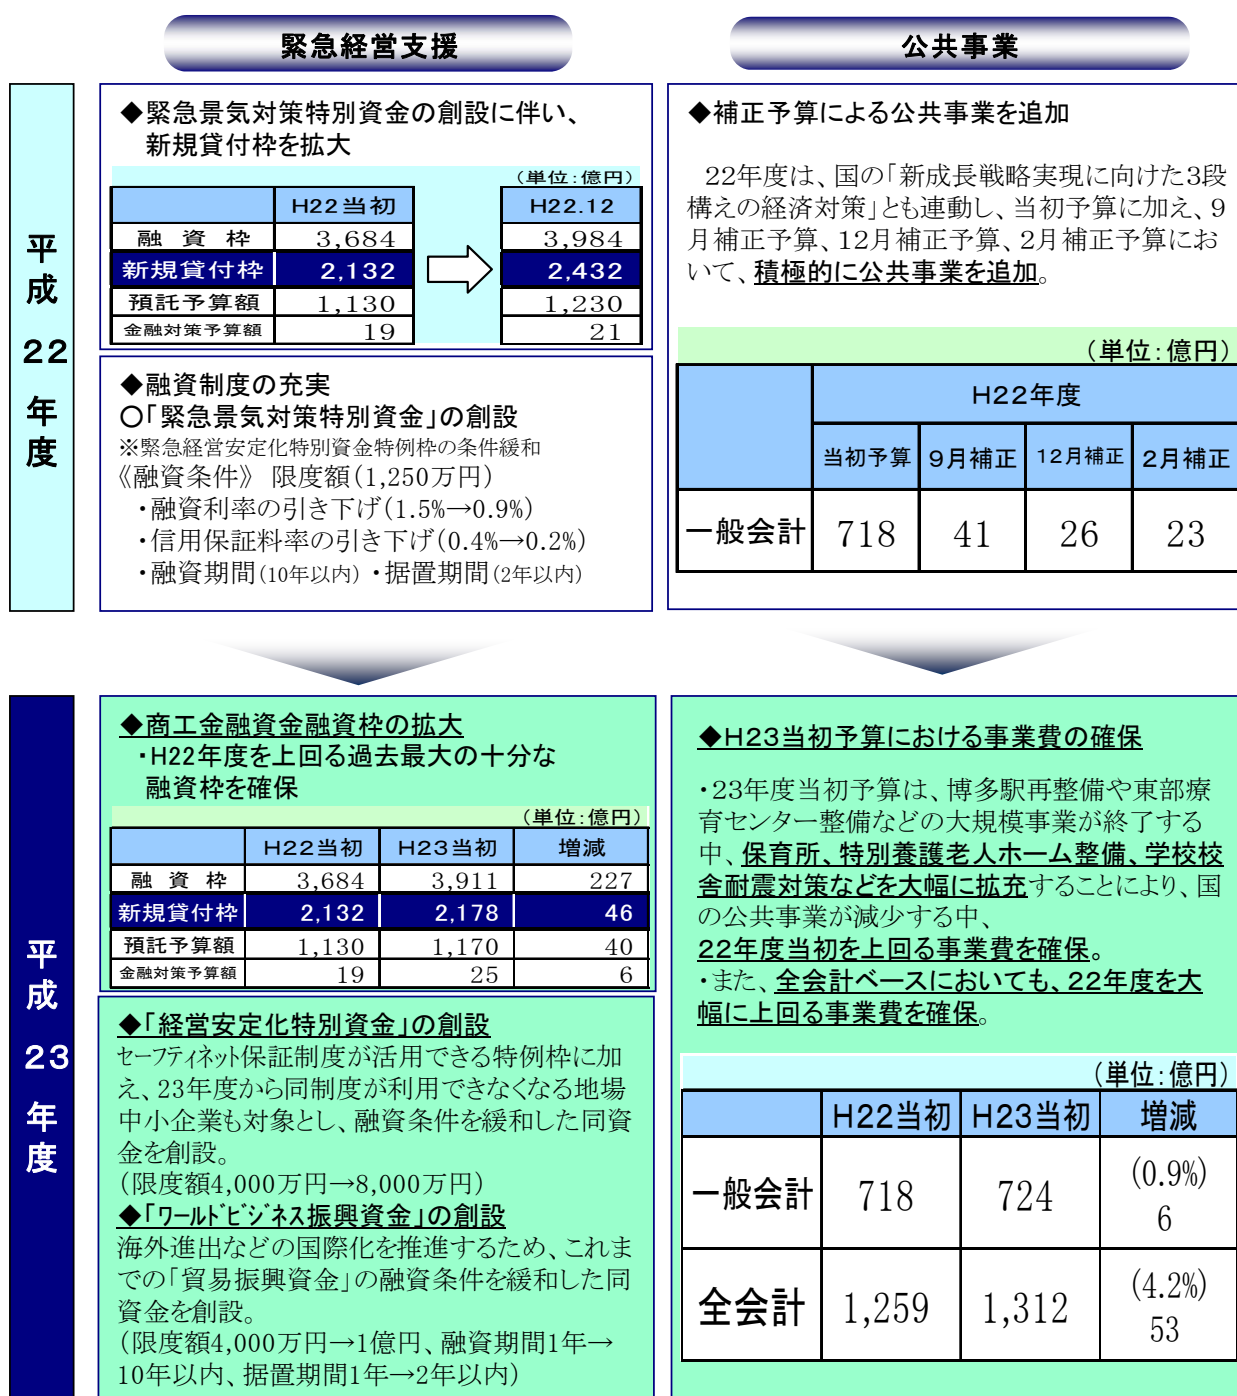 緊急経営支援
公共事業
平成
22
年度
◆緊急景気対策特別資金の創設に伴い、
新規貸付枠を拡大
(単位:億円)
H22当初 H22.12
融 資 枠 3,684 3,984
新規貸付枠 2,132 2,432
預託予算額 1,130 1,230
金融対策予算額 19 21
◆融資制度の充実
○「緊急景気対策特別資金」の創設
※緊急経営安定化特別資金特例枠の条件緩和
《融資条件》 限度額(1,250万円)
・融資利率の引き下げ(1.5%→0.9%)
・信用保証料率の引き下げ(0.4%→0.2%)
・融資期間(10年以内)・据置期間(2年以内)
◆補正予算による公共事業を追加
22年度は、国の「新成長戦略実現に向けた3段
構えの経済対策」とも連動し、当初予算に加え、9
月補正予算、12月補正予算、2月補正予算にお
いて、積極的に公共事業を追加。
(単位:億円)
H22年度
当初予算 9月補正 12月補正 2月補正
一般会計 718 41 26 23
平成
23
年度
◆商工金融資金融資枠の拡大
・H22年度を上回る過去最大の十分な
融資枠を確保
(単位:億円)
H22当初 H23当初 増減
融 資 枠 3,684 3,911 227
新規貸付枠 2,132 2,178 46
預託予算額 1,130 1,170 40
金融対策予算額 19 25 6
◆「経営安定化特別資金」の創設
セーフティネット保証制度が活用できる特例枠に加
え、23年度から同制度が利用できなくなる地場
中小企業も対象とし、融資条件を緩和した同資
金を創設。
(限度額4,000万円→8,000万円)
◆「ワールドビジネス振興資金」の創設
海外進出などの国際化を推進するため、これま
での「貿易振興資金」の融資条件を緩和した同
資金を創設。
(限度額4,000万円→1億円、融資期間1年→
10年以内、据置期間1年→2年以内)
◆H23当初予算における事業費の確保
・23年度当初予算は、博多駅再整備や東部療
育センター整備などの大規模事業が終了する
中、保育所、特別養護老人ホーム整備、学校校
舎耐震対策などを大幅に拡充することにより、国
の公共事業が減少する中、
22年度当初を上回る事業費を確保。
・また、全会計ベースにおいても、22年度を大
幅に上回る事業費を確保。
(単位:億円)
H22当初 H23当初 増減
一般会計 718 724 (0.9%) 6
全会計 1,259 1,312 (4.2%) 53